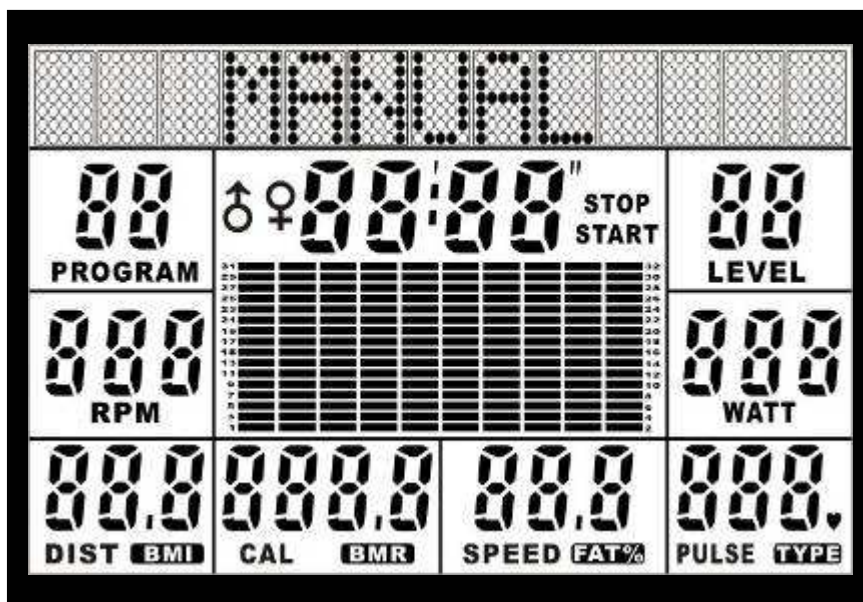 MANUAL
88
PROGRAM
♂♀ 88:88
STOP
START
88
LEVEL
888
RPM
888
WATT
88.8
DIST BMI
888.8
CAL BMR
88.8
SPEED FAT%
888.♥
PULSE TYPE